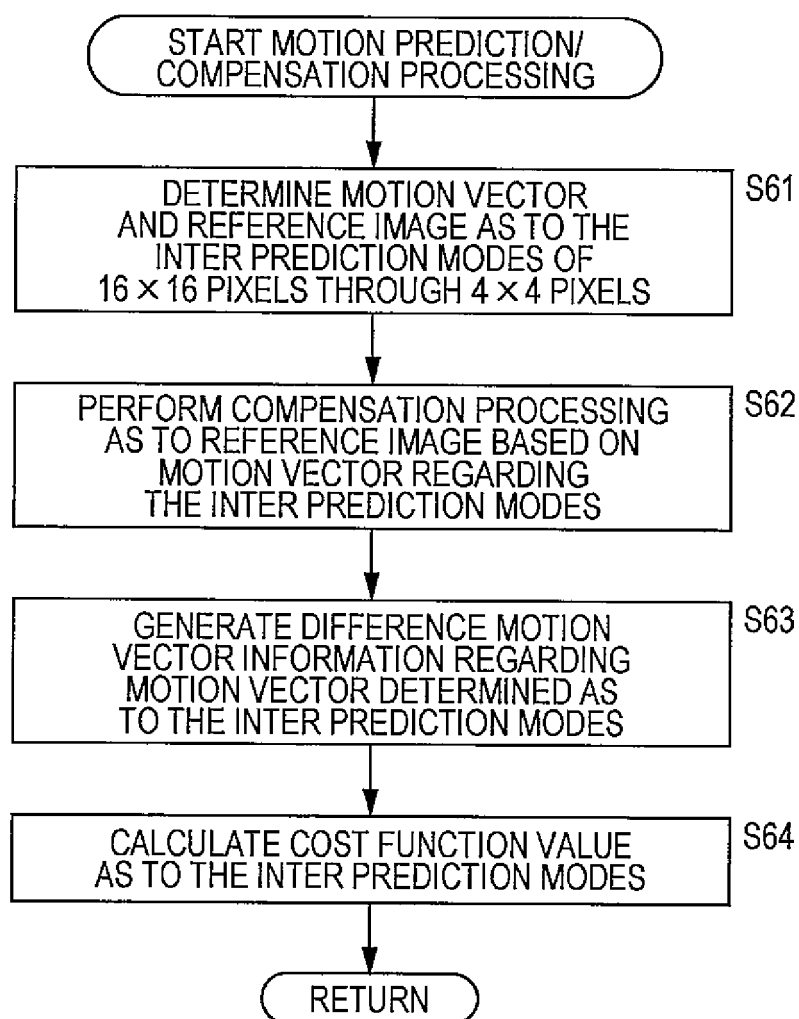 START MOTION PREDICTION/
COMPENSATION PROCESSING
S61
DETERMINE MOTION VECTOR
AND REFERENCE IMAGE AS TO THE
INTER PREDICTION MODES OF
16 × 16 PIXELS THROUGH 4 × 4 PIXELS
S62
PERFORM COMPENSATION PROCESSING
AS TO REFERENCE IMAGE BASED ON
MOTION VECTOR REGARDING
THE INTER PREDICTION MODES
S63
GENERATE DIFFERENCE MOTION
VECTOR INFORMATION REGARDING
MOTION VECTOR DETERMINED AS
TO THE INTER PREDICTION MODES
S64
CALCULATE COST FUNCTION VALUE
AS TO THE INTER PREDICTION MODES
RETURN